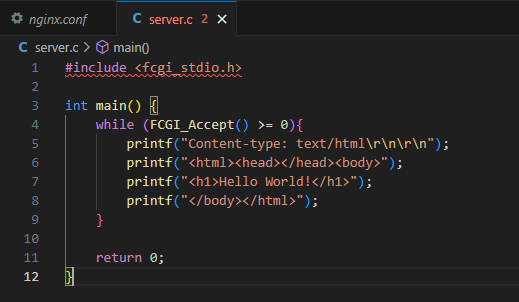 nginx.conf
C server.c 2 ×
C server.c > main()
1 #include <fcgi_stdio.h>
2
3 int main() {
4     while (FCGI_Accept() >= 0){
5         printf("Content-type: text/html\r\n\r\n");
6         printf("<html><head></head><body>");
7         printf("<h1>Hello World!</h1>");
8         printf("</body></html>");
9     }
10
11     return 0;
12 }